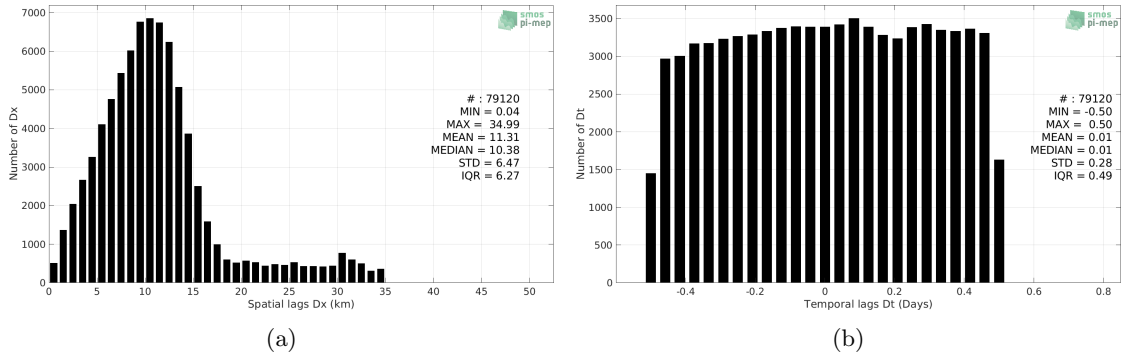 7000
6000
5000
4000
3000
2000
1000
0
Number of Dx
smos
pi-mep
# : 79120
MIN = 0.04
MAX = 34.99
MEAN = 11.31
MEDIAN = 10.38
STD = 6.47
IQR = 6.27
0 5 10 15 20 25 30 35 40 45 50
Spatial lags Dx (km)
(a)
3500
3000
2500
2000
1500
1000
500
0
Number of Dt
smos
pi-mep
# : 79120
MIN = -0.50
MAX = 0.50
MEAN = 0.01
MEDIAN = 0.01
STD = 0.28
IQR = 0.49
-0.4 -0.2 0 0.2 0.4 0.6 0.8
Temporal lags Dt (Days)
(b)